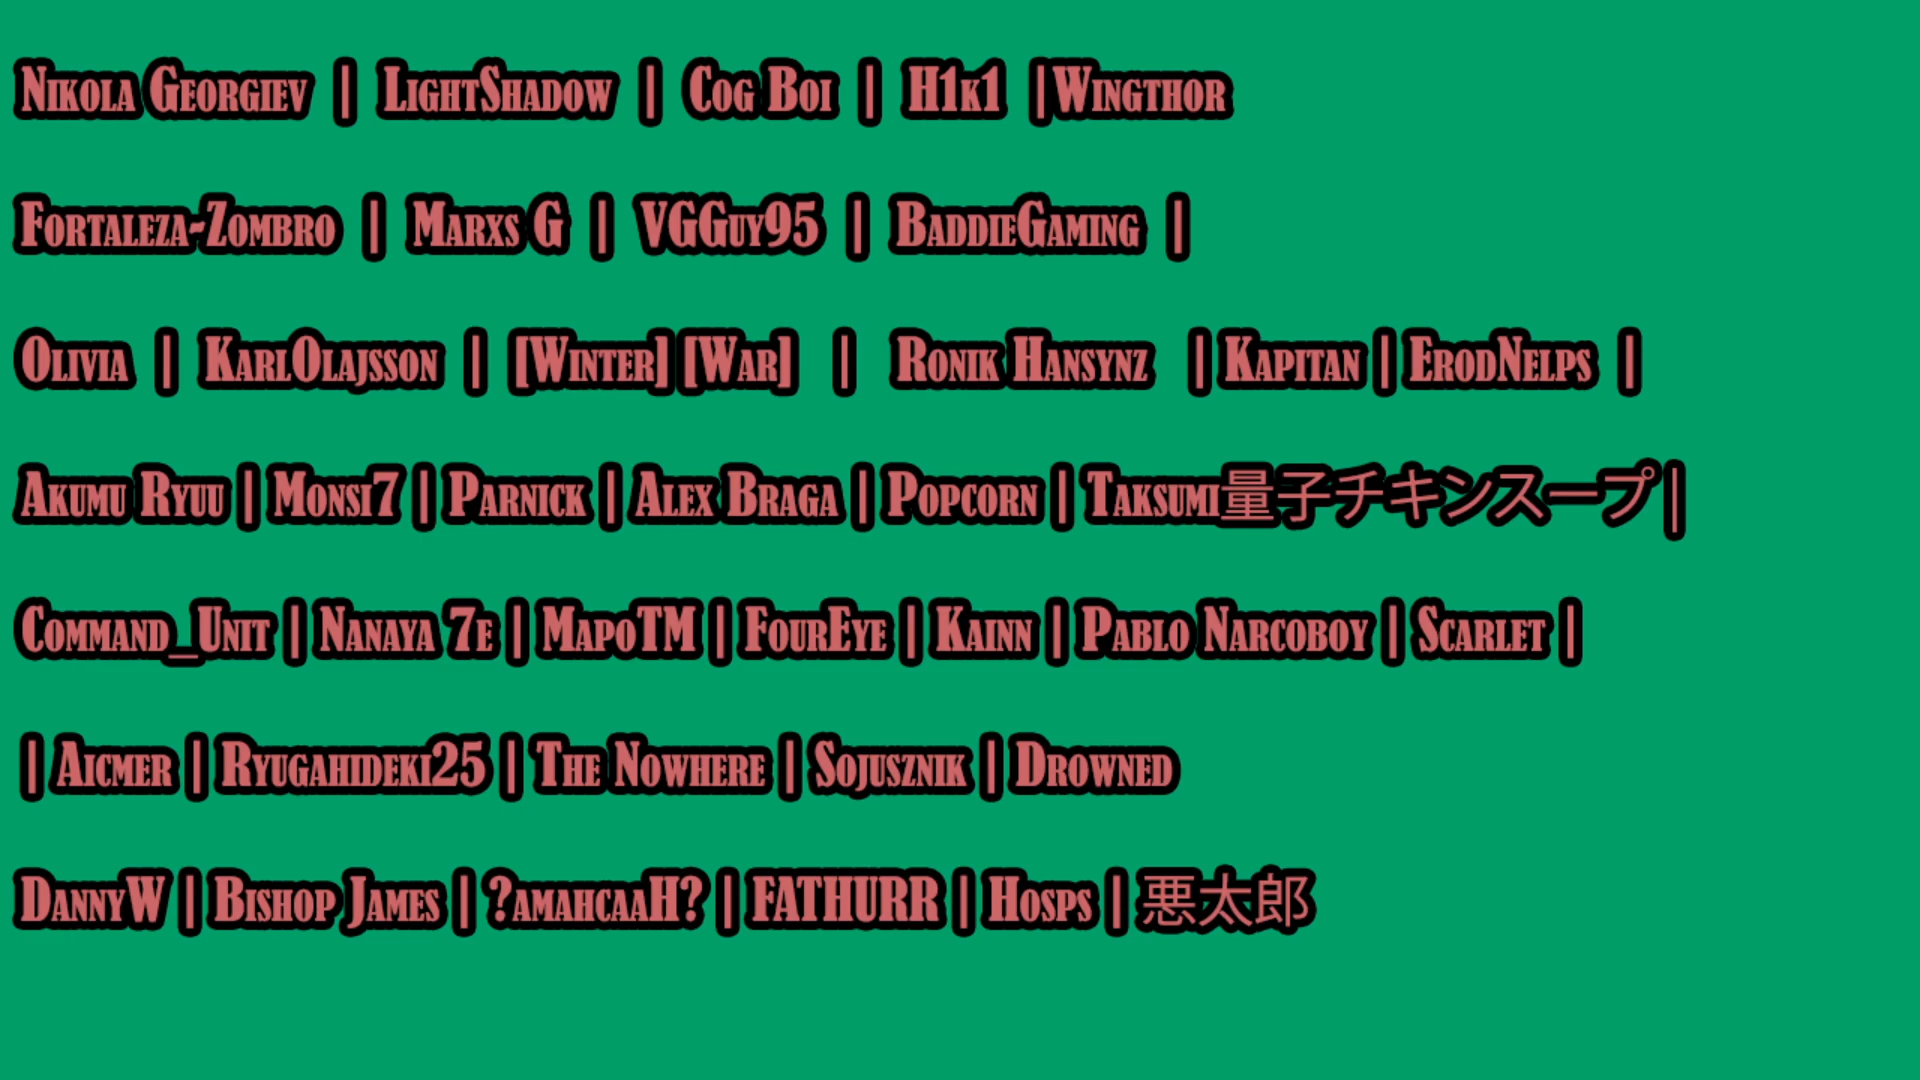 Nikola Georgiev | LightShadow | Cog Boi | H1k1 |Wingthor
Fortaleza-Zombro | Marxs G | VGGuy95 | BaddieGaming |
Olivia | KarlOlajsson | [Winter] [War] | Ronik Hansynz | Kapitan | ErodNelps |
Akumu Ryuu | Monsi7 | Parnick | Alex Braga | Popcorn | Taksumi量子チキンスープ |
Command_Unit | Nanaya 7e | MapoTM | FourEye | Kainn | Pablo Narcoboy | Scarlet |
| Aicmer | Ryugahideki25 | The Nowhere | Sojusznik | Drowned
DannyW | Bishop James | ?amahcaaH? | FATHURR | Hosps | 悪太郎